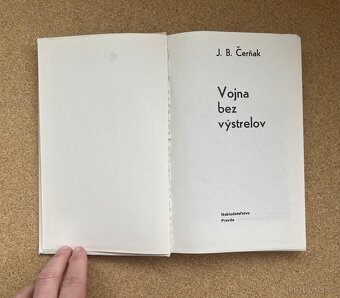 J. B. Čerňak
Vojna
bez
výstrelov
Nakladateľstvo
Pravda